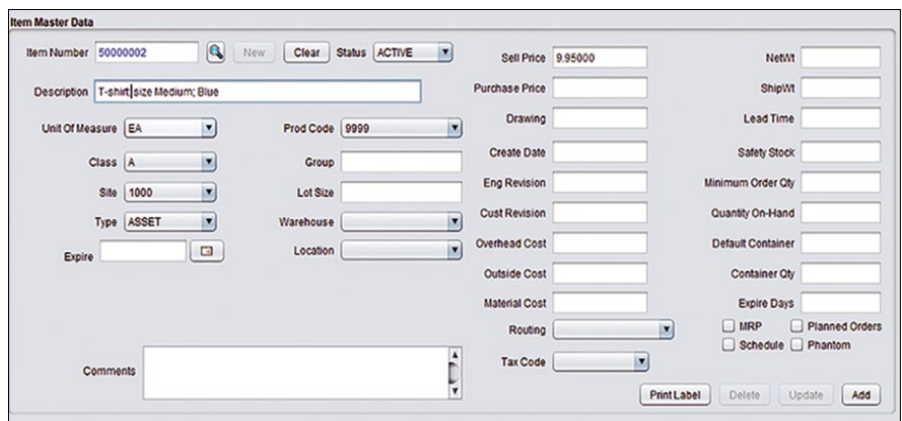 Item Master Data
Item Number 50000002 New Clear Status ACTIVE
Description T-shirt; size Medium; Blue
Unit Of Measure EA Prod Code 9999
Class A Group
Site 1000 Lot Size
Type ASSET Warehouse
Expire Location
Comments
Sell Price 9.95000 NetWt
Purchase Price ShipWt
Drawing Lead Time
Create Date Safety Stock
Eng Revision Minimum Order Qty
Cust Revision Quantity On-Hand
Overhead Cost Default Container
Outside Cost Container Qty
Material Cost Expire Days
Routing MRP Planned Orders
Schedule Phantom
Tax Code
Print Label Delete Update Add